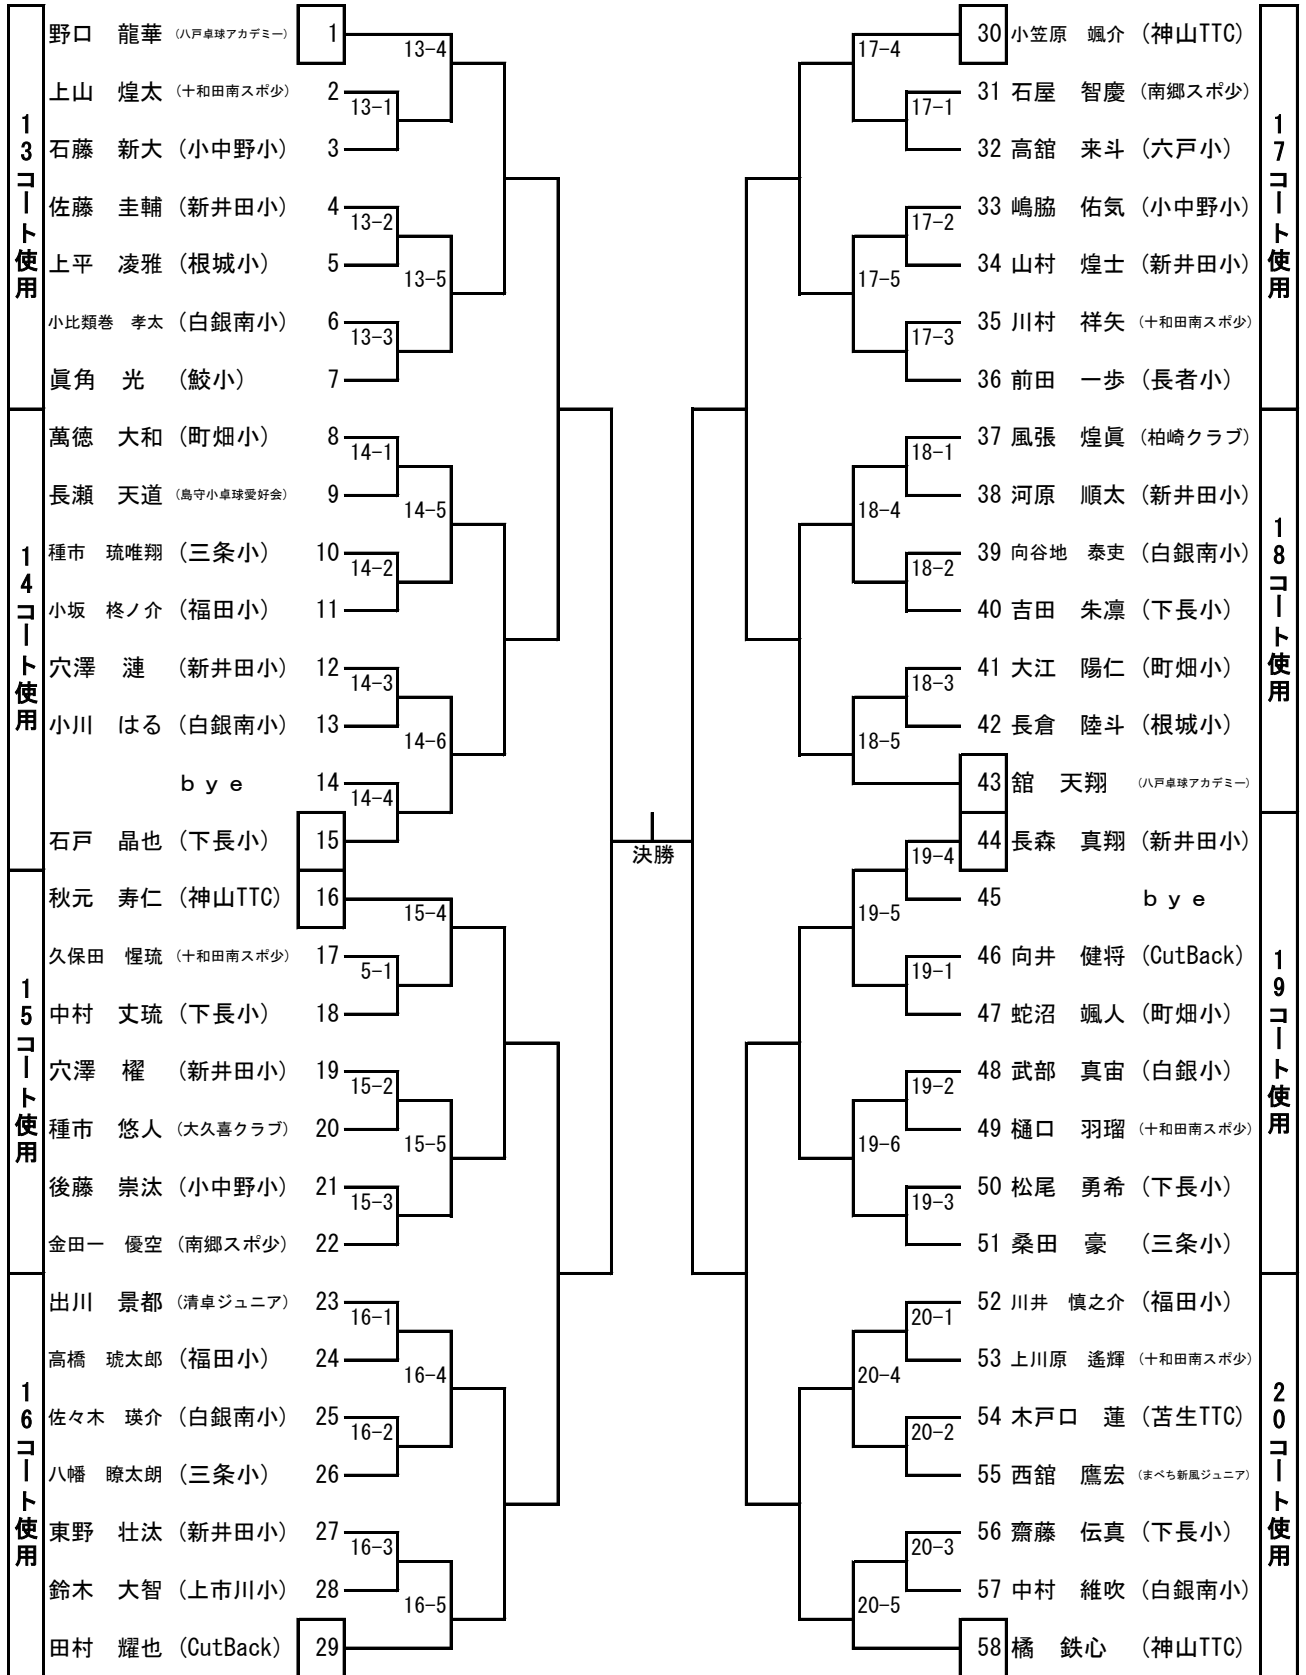 13コート使用
野口　龍華 (八戸卓球アカデミー) 1
13-4
上山　煌太 (十和田南スポ少) 2
13-1
石藤　新大 (小中野小) 3
佐藤　圭輔 (新井田小) 4
13-2
上平　凌雅 (根城小) 5
13-5
小比類巻　孝太 (白銀南小) 6
13-3
眞角　光 (鮫小) 7
14コート使用
萬徳　大和 (町畑小) 8
14-1
長瀬　天道 (島守小卓球愛好会) 9
14-5
種市　琉唯翔 (三条小) 10
14-2
小坂　柊ノ介 (福田小) 11
穴澤　漣 (新井田小) 12
14-3
小川　はる (白銀南小) 13
14-6
ｂｙｅ 14
14-4
石戸　晶也 (下長小) 15
15コート使用
秋元　寿仁 (神山TTC) 16
15-4
久保田　惺琉 (十和田南スポ少) 17
5-1
中村　丈琉 (下長小) 18
穴澤　櫂 (新井田小) 19
15-2
種市　悠人 (大久喜クラブ) 20
15-5
後藤　崇汰 (小中野小) 21
15-3
金田一　優空 (南郷スポ少) 22
16コート使用
出川　景都 (清卓ジュニア) 23
16-1
高橋　琥太郎 (福田小) 24
16-4
佐々木　瑛介 (白銀南小) 25
16-2
八幡　瞭太朗 (三条小) 26
東野　壮汰 (新井田小) 27
16-3
鈴木　大智 (上市川小) 28
16-5
田村　耀也 (CutBack) 29
決勝
17コート使用
30 小笠原　颯介 (神山TTC)
17-4
31 石屋　智慶 (南郷スポ少)
17-1
32 高舘　来斗 (六戸小)
33 嶋脇　佑気 (小中野小)
17-2
34 山村　煌士 (新井田小)
17-5
35 川村　祥矢 (十和田南スポ少)
17-3
36 前田　一歩 (長者小)
18コート使用
37 風張　煌眞 (柏崎クラブ)
18-1
38 河原　順太 (新井田小)
18-4
39 向谷地　泰吏 (白銀南小)
18-2
40 吉田　朱凛 (下長小)
41 大江　陽仁 (町畑小)
18-3
42 長倉　陸斗 (根城小)
18-5
43 舘　天翔 (八戸卓球アカデミー)
19コート使用
44 長森　真翔 (新井田小)
19-4
45 ｂｙｅ
19-5
46 向井　健将 (CutBack)
19-1
47 蛇沼　颯人 (町畑小)
48 武部　真宙 (白銀小)
19-2
49 樋口　羽瑠 (十和田南スポ少)
19-6
50 松尾　勇希 (下長小)
19-3
51 桑田　豪 (三条小)
20コート使用
52 川井　慎之介 (福田小)
20-1
53 上川原　遙輝 (十和田南スポ少)
20-4
54 木戸口　蓮 (苫生TTC)
20-2
55 西舘　鷹宏 (まべち新風ジュニア)
56 齋藤　伝真 (下長小)
20-3
57 中村　維吹 (白銀南小)
20-5
58 橘　鉄心 (神山TTC)